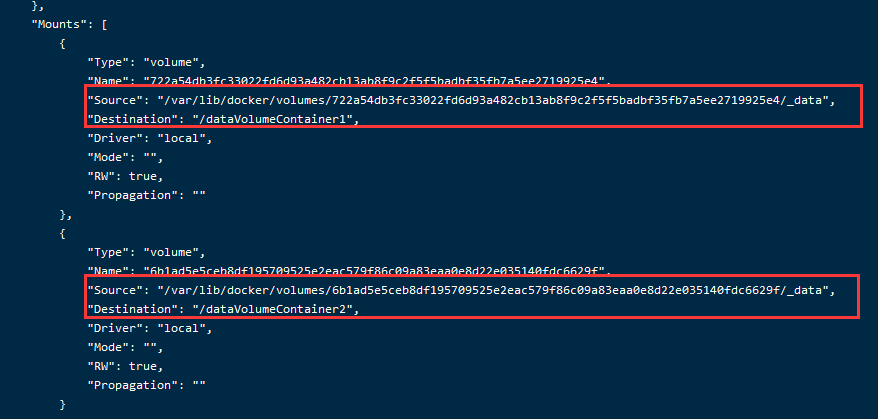 },
"Mounts": [
{
"Type": "volume",
"Name": "722a54db3fc33022fd6d93a482cb13ab8f9c2f5f5badbf35fb7a5ee2719925e4",
"Source": "/var/lib/docker/volumes/722a54db3fc33022fd6d93a482cb13ab8f9c2f5f5badbf35fb7a5ee2719925e4/_data",
"Destination": "/dataVolumeContainer1",
"Driver": "local",
"Mode": "",
"RW": true,
"Propagation": ""
},
{
"Type": "volume",
"Name": "6b1ad5e5ceb8df195709525e2eac579f86c09a83eaa0e8d22e035140fdc6629f",
"Source": "/var/lib/docker/volumes/6b1ad5e5ceb8df195709525e2eac579f86c09a83eaa0e8d22e035140fdc6629f/_data",
"Destination": "/dataVolumeContainer2",
"Driver": "local",
"Mode": "",
"RW": true,
"Propagation": ""
}